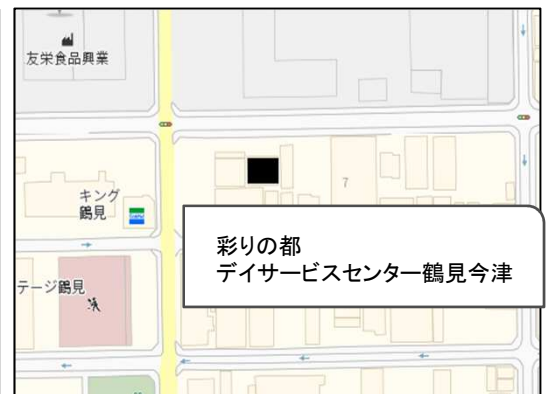 友栄食品興業
キング
鶴見
7
彩りの都
デイサービスセンター鶴見今津
テージ鶴見